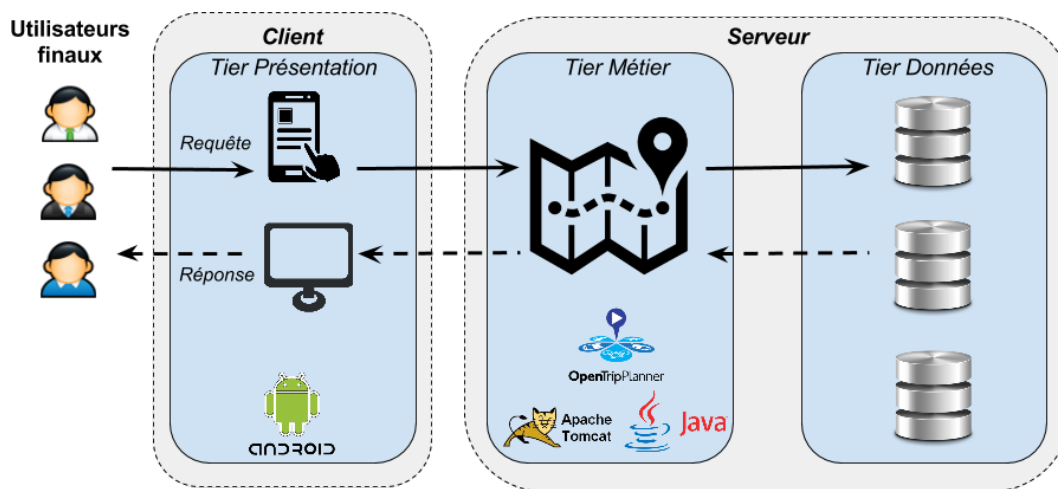 Utilisateurs
finaux
Client
Serveur
Tier Présentation
Tier Métier
Tier Données
Requête
Réponse
OpenTripPlanner
Apache
Tomcat
Java
ANDROID